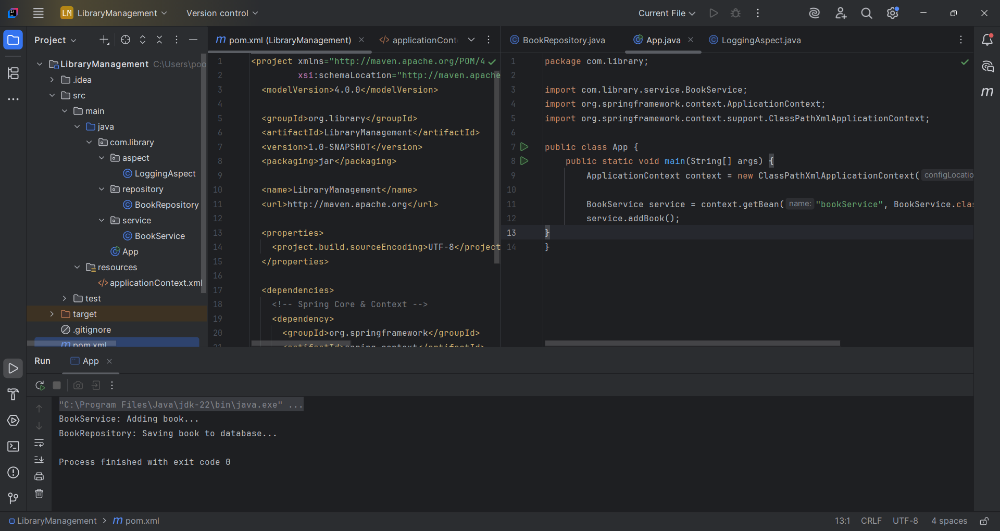 LM LibraryManagement
Version control
Current File
Project
pom.xml (LibraryManagement)
applicationCont
BookRepository.java
App.java
LoggingAspect.java
LibraryManagement C:\Users\poo
.idea
src
main
java
com.library
aspect
LoggingAspect
repository
BookRepository
service
BookService
App
resources
applicationContext.xml
test
target
.gitignore
pom.xml
1 <project xmlns="http://maven.apache.org/POM/4
2 xsi:schemaLocation="http://maven.apache
3 <modelVersion>4.0.0</modelVersion>
4
5 <groupId>org.library</groupId>
6 <artifactId>LibraryManagement</artifactId>
7 <version>1.0-SNAPSHOT</version>
8 <packaging>jar</packaging>
9
10 <name>LibraryManagement</name>
11 <url>http://maven.apache.org</url>
12
13 <properties>
14 <project.build.sourceEncoding>UTF-8</project
15 </properties>
16
17 <dependencies>
18 <!-- Spring Core & Context -->
19 <dependency>
20 <groupId>org.springframework</groupId>
21 <artifactId>spring-context</artifactId>
1 package com.library;
2
3 import com.library.service.BookService;
4 import org.springframework.context.ApplicationContext;
5 import org.springframework.context.support.ClassPathXmlApplicationContext;
6
7 public class App {
8 public static void main(String[] args) {
9 ApplicationContext context = new ClassPathXmlApplicationContext( configLocatio
10
11 BookService service = context.getBean( name: "bookService", BookService.clas
12 service.addBook();
13 }
14 }
Run
App
"C:\Program Files\Java\jdk-22\bin\java.exe" ...
BookService: Adding book...
BookRepository: Saving book to database...
Process finished with exit code 0
LibraryManagement > m pom.xml
13:1 CRLF UTF-8 4 spaces